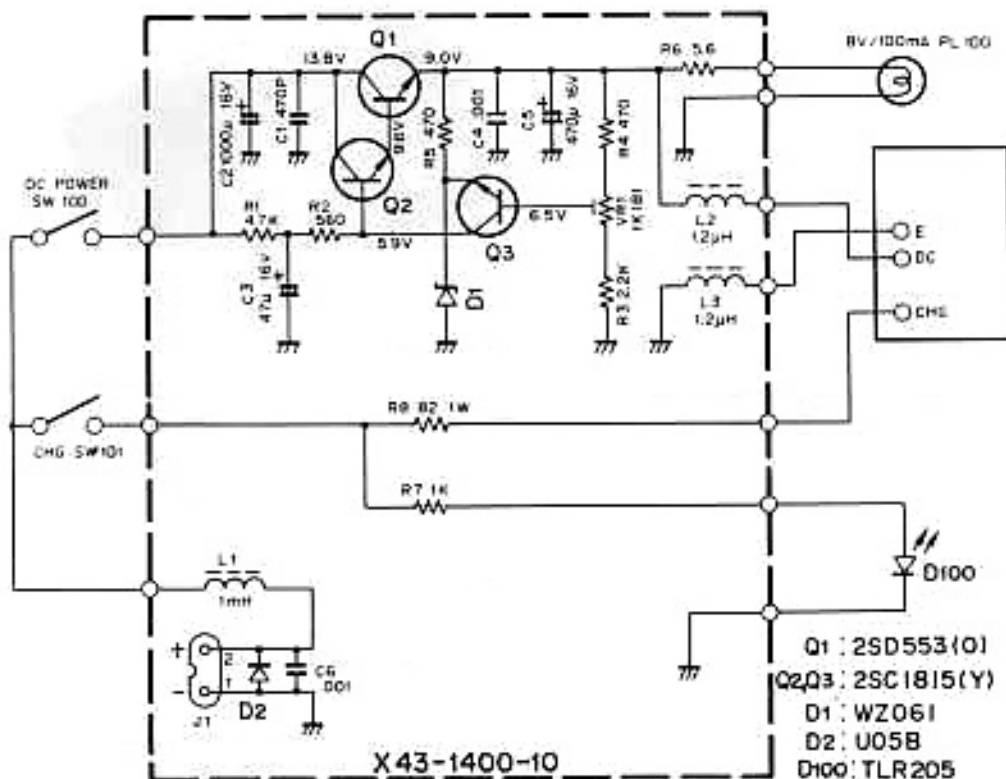 Q1
13.8V
9.0V
R6 5.6
8V/100mA PL 100
C2 1000µ 16V
C1 470P
9.6V
R5 470
C4 .001
C5
470µ 16V
R4 470
DC POWER
SW 100
Q2
R1
4.7K
R2
560
5.9V
Q3
6.5V
VR1
L2
1.2µH
E
DC
C3
47µ 16V
D1
R3 2.2K
L3
1.2µH
CHG
R8 82 1W
CHG-SW101
R7 1K
L1
1mH
D100
+
2
C6
.001
1
-
J1
D2
Q1 : 2SD553(O)
Q2,Q3 : 2SC1815(Y)
D1 : WZ061
D2 : U05B
D100 : TLR205
X43-1400-10